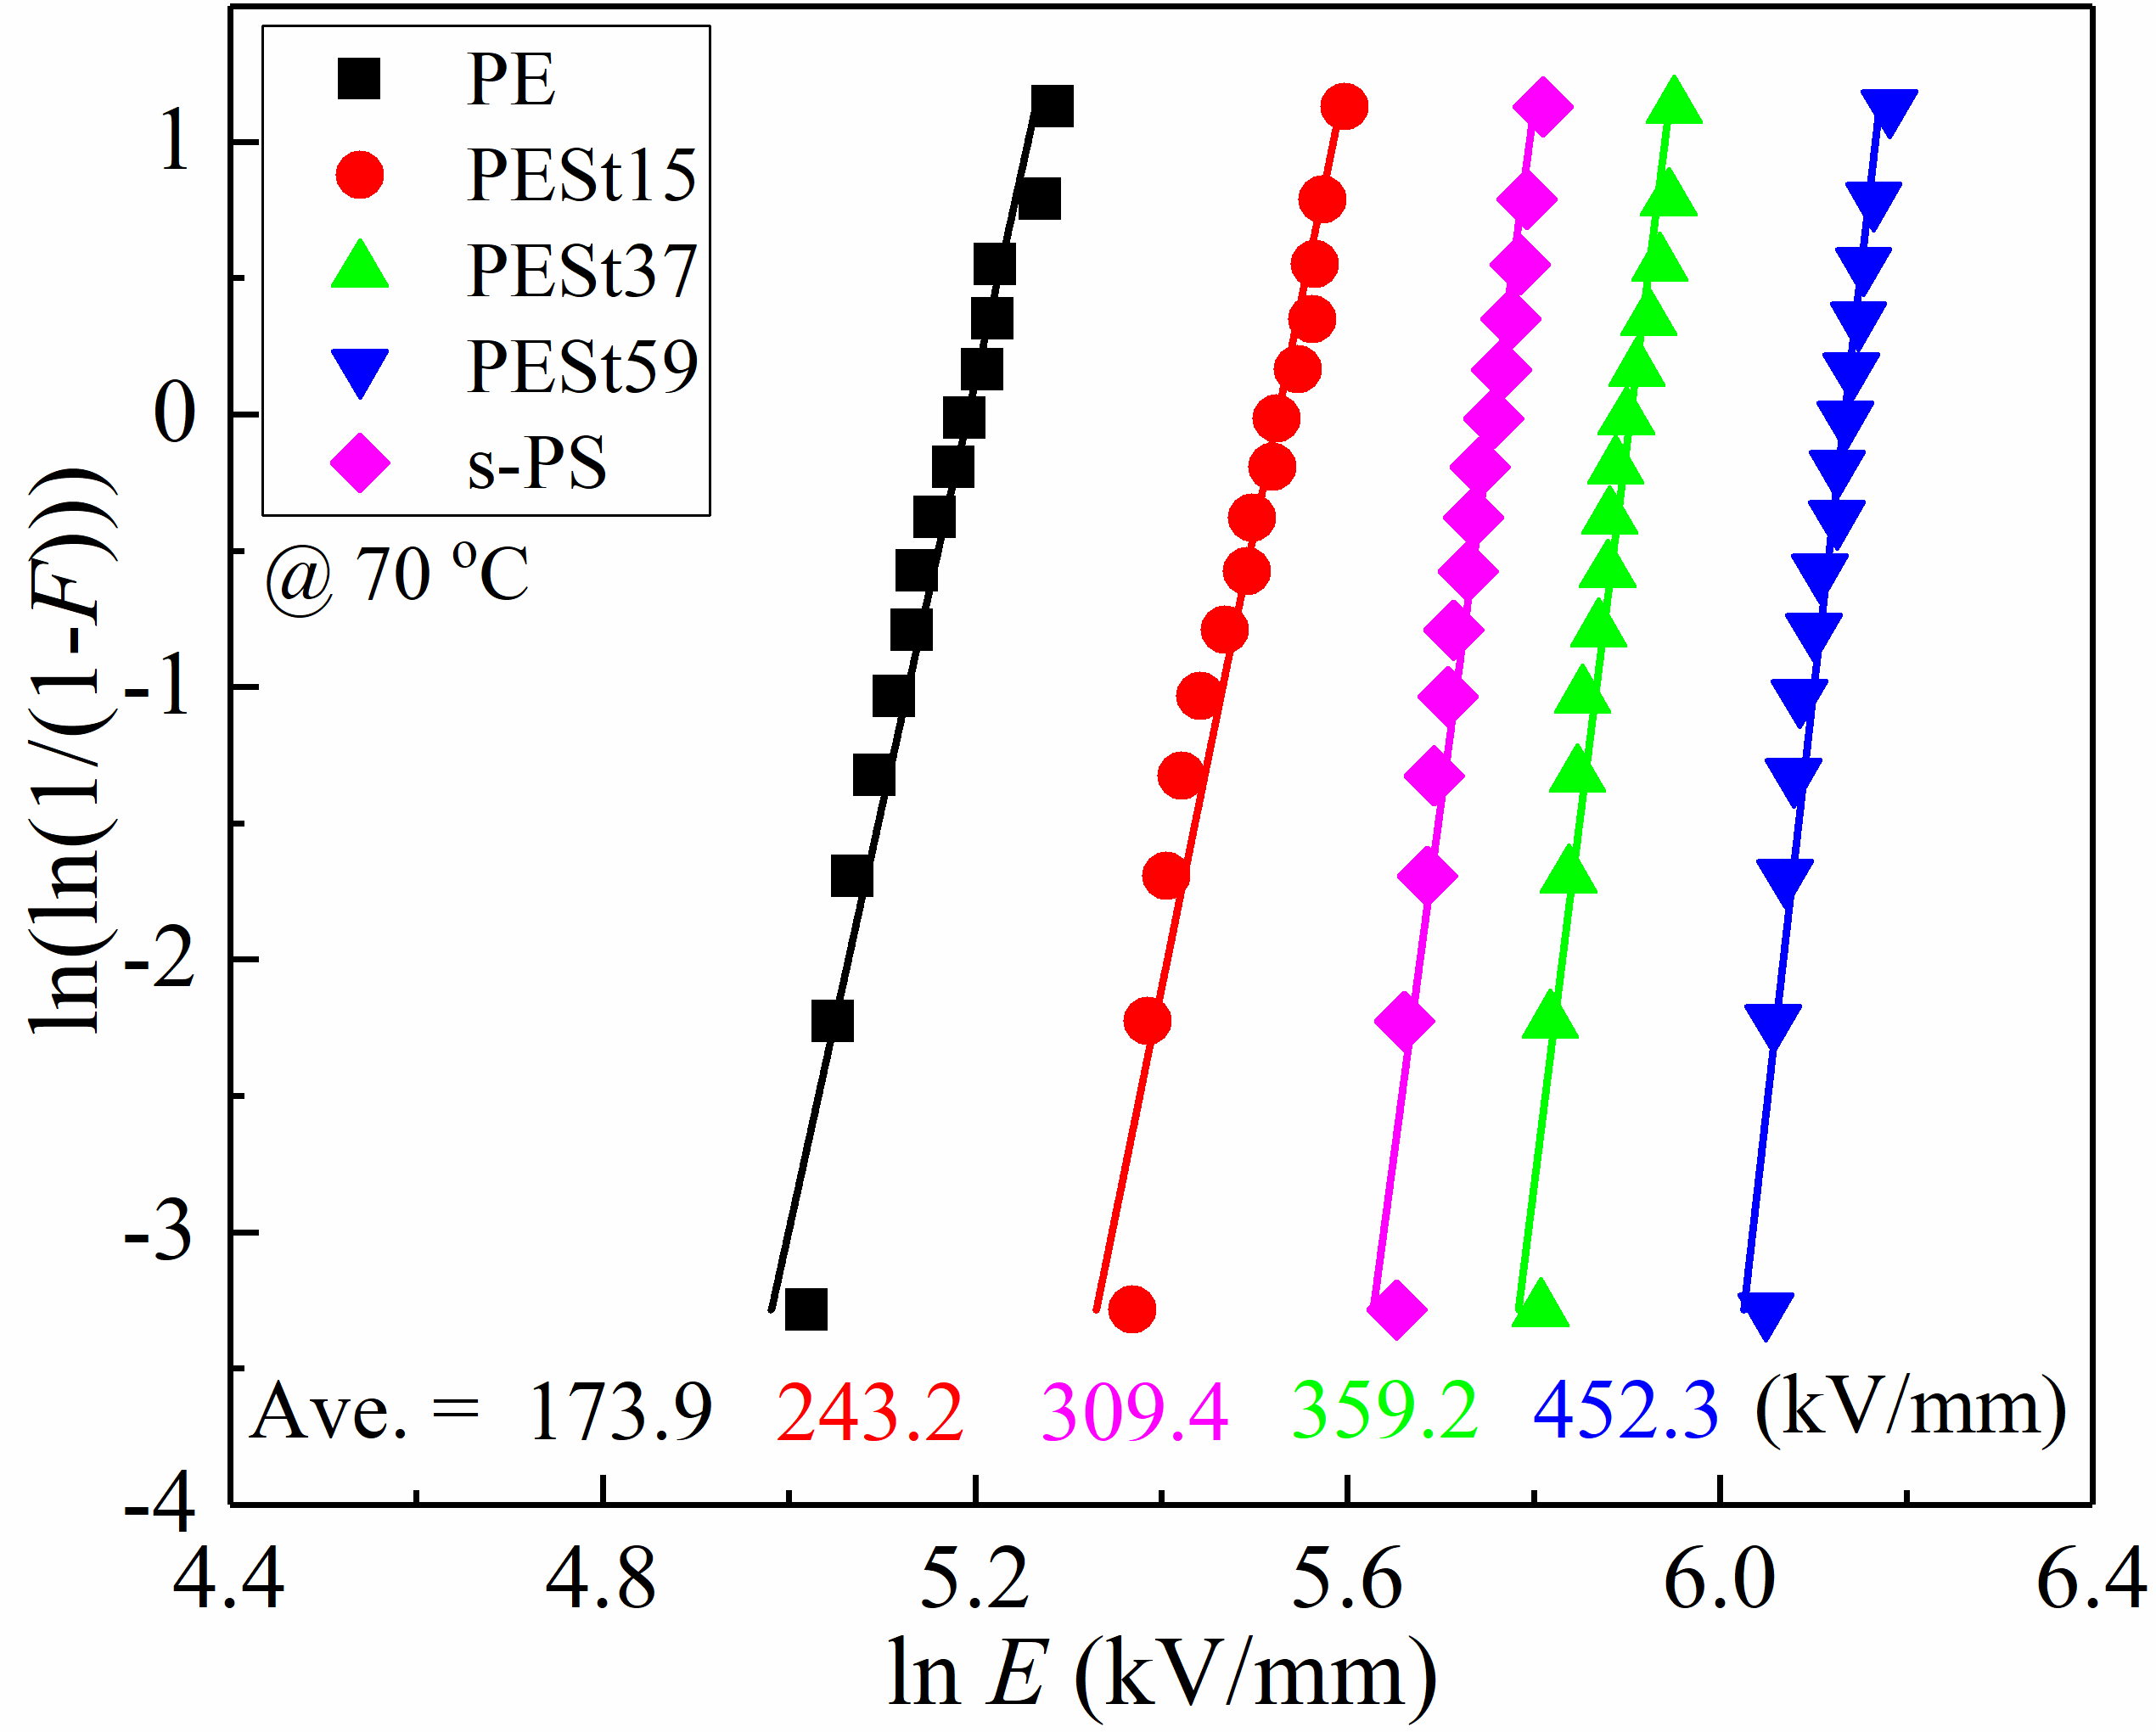 PE
PESt15
PESt37
PESt59
s-PS
@ 70 °C
ln(ln(1/(1-F)))
1
0
-1
-2
-3
-4
Ave. = 173.9 243.2 309.4 359.2 452.3 (kV/mm)
4.4 4.8 5.2 5.6 6.0 6.4
ln E (kV/mm)